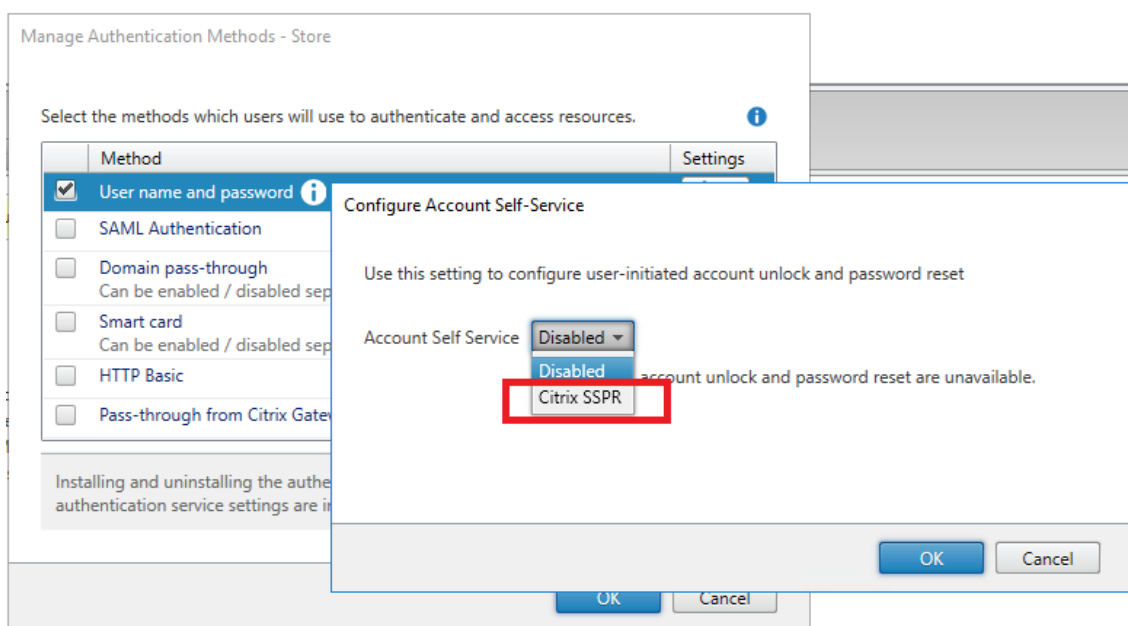 Manage Authentication Methods - Store
Select the methods which users will use to authenticate and access resources.
Method
Settings
User name and password
SAML Authentication
Domain pass-through
Can be enabled / disabled sep
Smart card
Can be enabled / disabled sep
HTTP Basic
Pass-through from Citrix Gate
Installing and uninstalling the authe
authentication service settings are
OK
Cancel
Configure Account Self-Service
Use this setting to configure user-initiated account unlock and password reset
Account Self Service
Disabled
Disabled
account unlock and password reset are unavailable.
Citrix SSPR
OK
Cancel